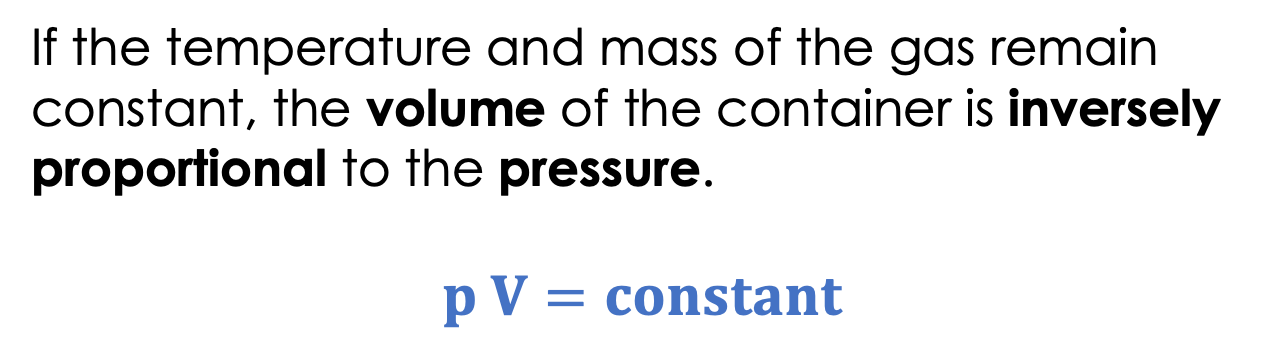 If the temperature and mass of the gas remain
constant, the volume of the container is inversely
proportional to the pressure.
p V = constant